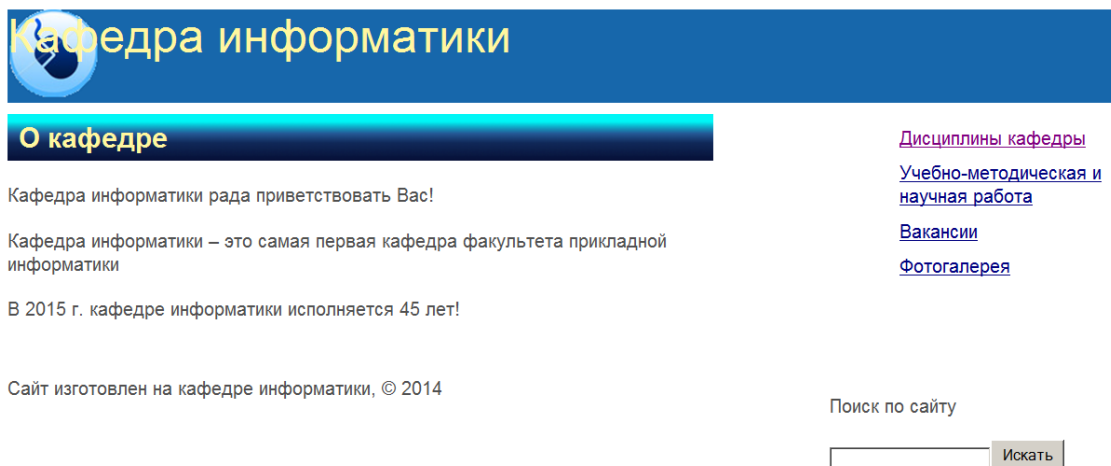 Кафедра информатики
О кафедре
Кафедра информатики рада приветствовать Вас!
Кафедра информатики – это самая первая кафедра факультета прикладной
информатики
В 2015 г. кафедре информатики исполняется 45 лет!
Сайт изготовлен на кафедре информатики, © 2014
Дисциплины кафедры
Учебно-методическая и
научная работа
Вакансии
Фотогалерея
Поиск по сайту
Искать